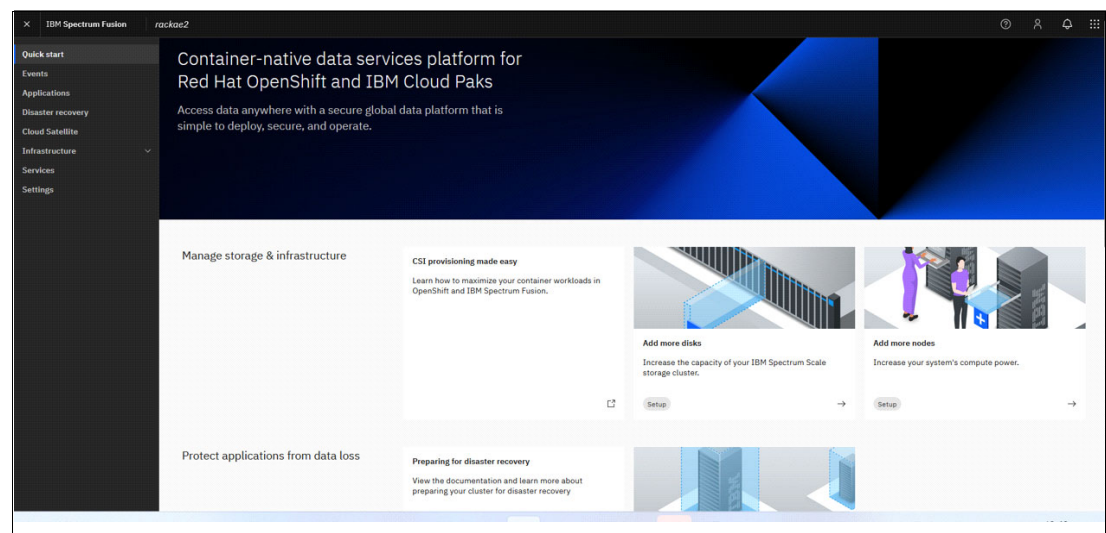 IBM Spectrum Fusion
rackae2
Quick start
Events
Applications
Disaster recovery
Cloud Satellite
Infrastructure
Services
Settings
Container-native data services platform for
Red Hat OpenShift and IBM Cloud Paks
Access data anywhere with a secure global data platform that is
simple to deploy, secure, and operate.
Manage storage & infrastructure
CSI provisioning made easy
Learn how to maximize your container workloads in
OpenShift and IBM Spectrum Fusion.
Add more disks
Increase the capacity of your IBM Spectrum Scale
storage cluster.
Setup
IBM
Add more nodes
Increase your system's compute power.
Setup
Protect applications from data loss
Preparing for disaster recovery
View the documentation and learn more about
preparing your cluster for disaster recovery
IBM